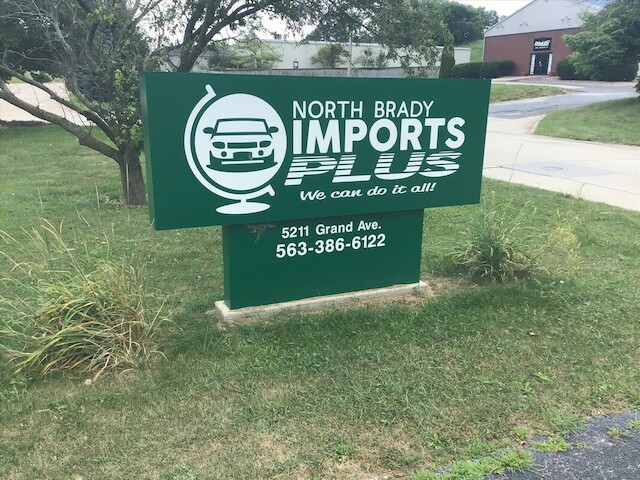 NORTH BRADY
IMPORTS
PLUS
We can do it all!
5211 Grand Ave.
563-386-6122